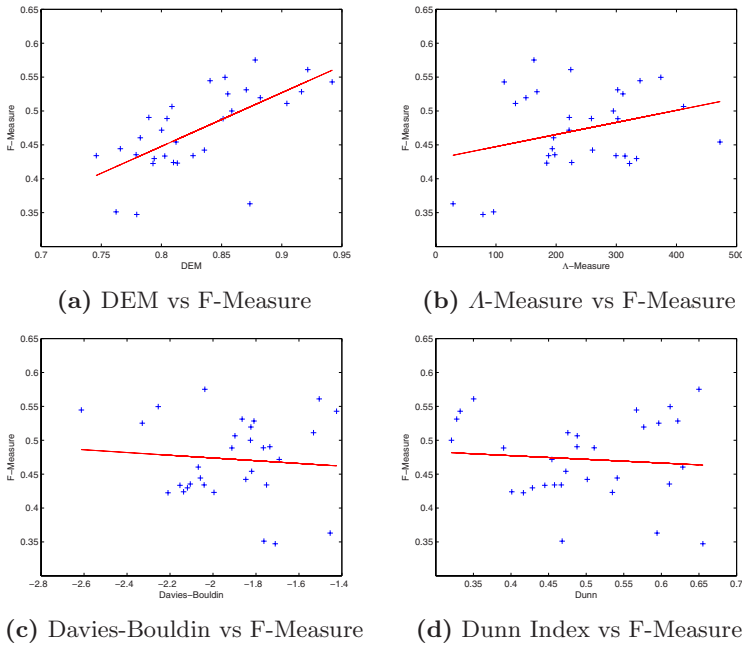 0.65
0.6
0.55
0.5
0.45
0.4
0.35
F-Measure
0.7 0.75 0.8 0.85 0.9 0.95
DEM
(a) DEM vs F-Measure
0.65
0.6
0.55
0.5
0.45
0.4
0.35
F-Measure
0 100 200 300 400 500
Λ-Measure
(b) Λ-Measure vs F-Measure
0.65
0.6
0.55
0.5
0.45
0.4
0.35
F-Measure
−2.8 −2.6 −2.4 −2.2 −2 −1.8 −1.6 −1.4
Davies−Bouldin
(c) Davies-Bouldin vs F-Measure
0.65
0.6
0.55
0.5
0.45
0.4
0.35
F-Measure
0.35 0.4 0.45 0.5 0.55 0.6 0.65 0.7
Dunn
(d) Dunn Index vs F-Measure